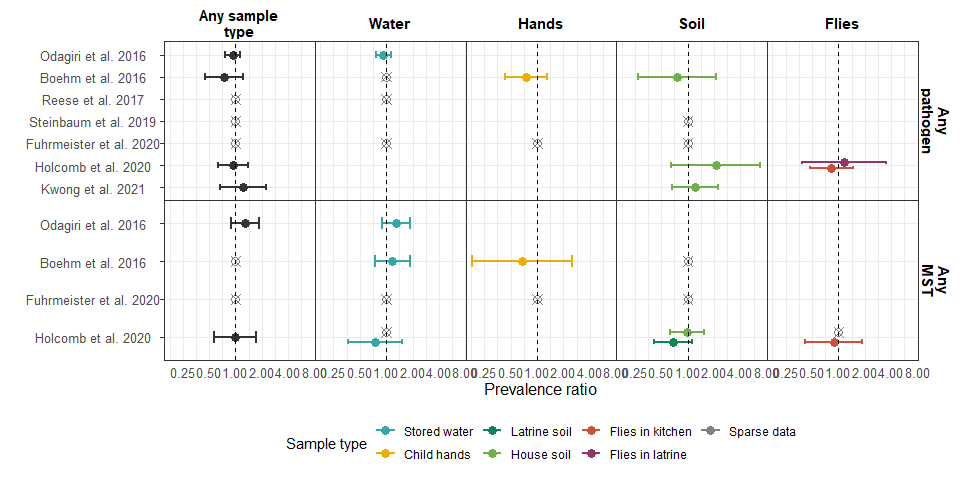 Any sample
type
Water
Hands
Soil
Flies
Odagiri et al. 2016
Boehm et al. 2016
Reese et al. 2017
Steinbaum et al. 2019
Fuhrmeister et al. 2020
Holcomb et al. 2020
Kwong et al. 2021
Any
pathogen
Odagiri et al. 2016
Boehm et al. 2016
Fuhrmeister et al. 2020
Holcomb et al. 2020
Any
MST
0.25 0.50 1.00 2.00 4.00 8.00 0.25 0.50 1.00 2.00 4.00 8.00 0.25 0.50 1.00 2.00 4.00 8.00 0.25 0.50 1.00 2.00 4.00 8.00 0.25 0.50 1.00 2.00 4.00 8.00
Prevalence ratio
Sample type
Stored water
Latrine soil
Flies in kitchen
Sparse data
Child hands
House soil
Flies in latrine